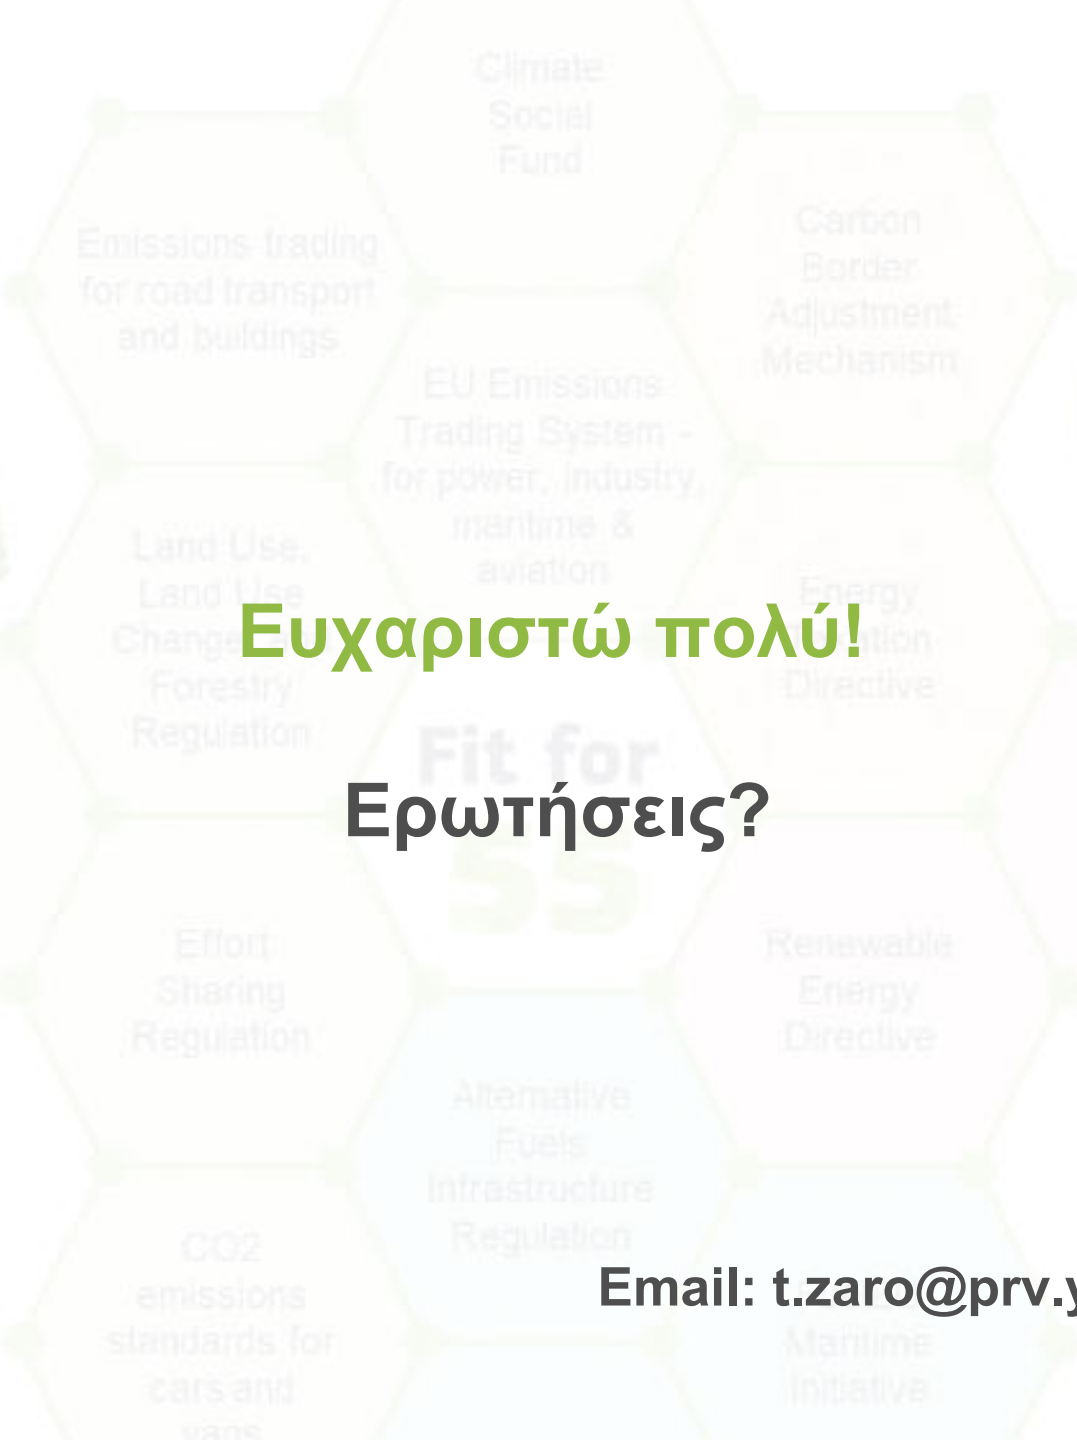 Climate
Social
Fund
Emissions trading
for road transport
and buildings
Carbon
Border
Adjustment
Mechanism
EU Emissions
Trading System -
for power, industry,
maritime &
aviation
Land Use,
Land Use
Change and
Forestry
Regulation
Energy
Taxation
Directive
Ευχαριστώ πολύ!
Fit for
55
Ερωτήσεις?
Effort
Sharing
Regulation
Renewable
Energy
Directive
Alternative
Fuels
Infrastructure
Regulation
CO2
emissions
standards for
cars and
vans
Email: t.zaro@prv.y
Maritime
Initiative